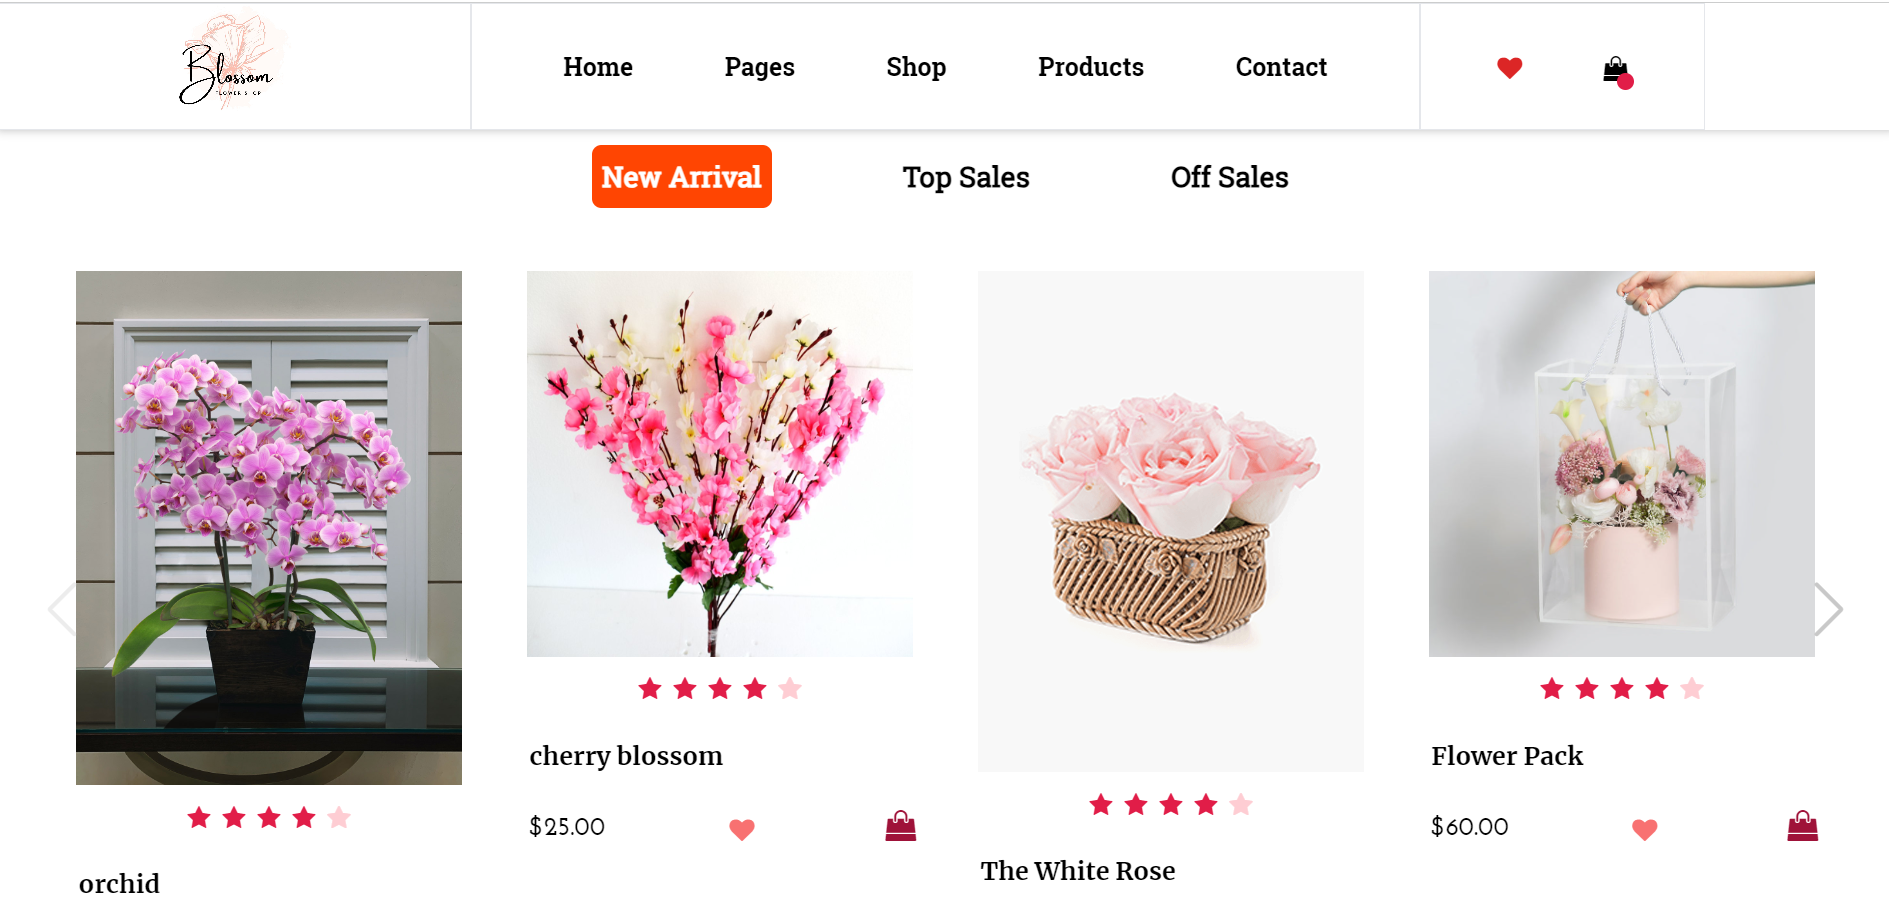 Blossom
FLOWER SHOP
Home Pages Shop Products Contact
New Arrival Top Sales Off Sales
cherry blossom
$25.00
Flower Pack
$60.00
The White Rose
orchid